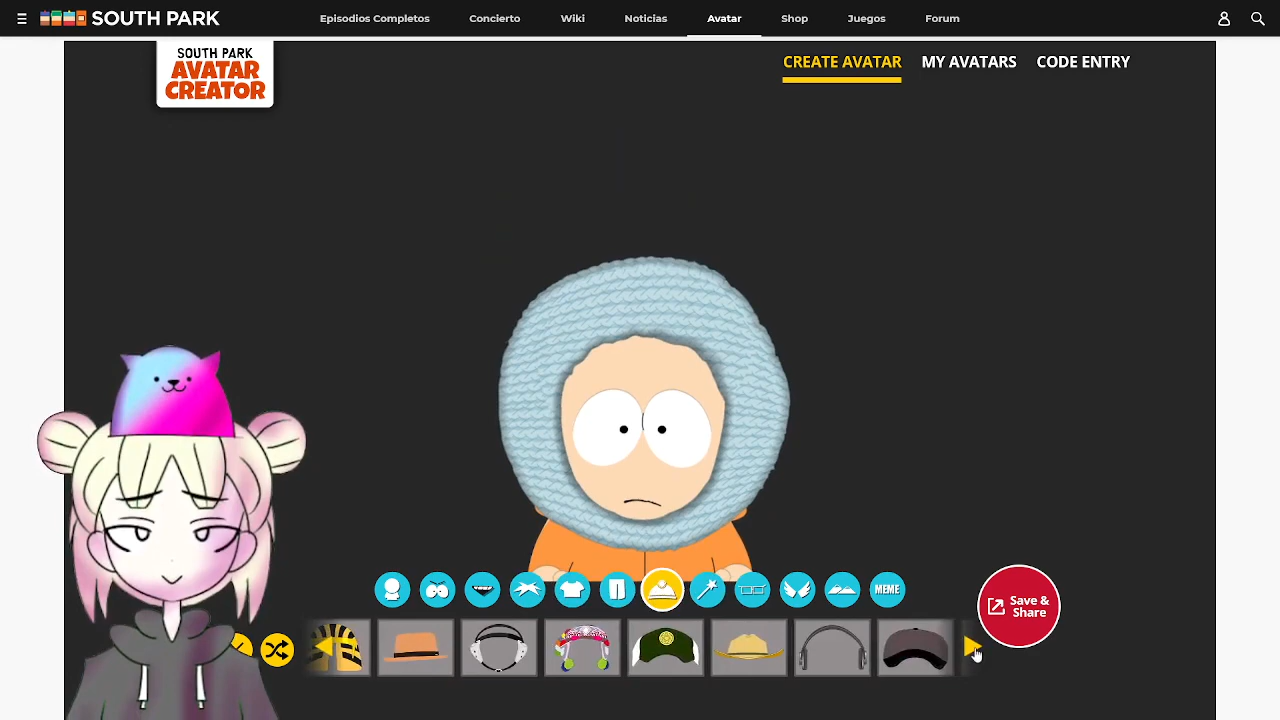 SOUTH PARK
Episodios Completos
Concierto
Wiki
Noticias
Avatar
Shop
Juegos
Forum
SOUTH PARK
AVATAR
CREATOR
CREATE AVATAR
MY AVATARS
CODE ENTRY
MEME
Save &
Share